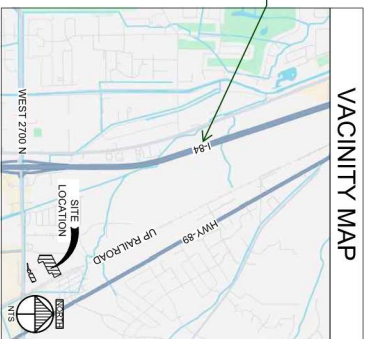 VACINITY MAP
I-84
HWY-89
UP RAILROAD
WEST 2700 N
SITE
LOCATION
NORTH
NTS